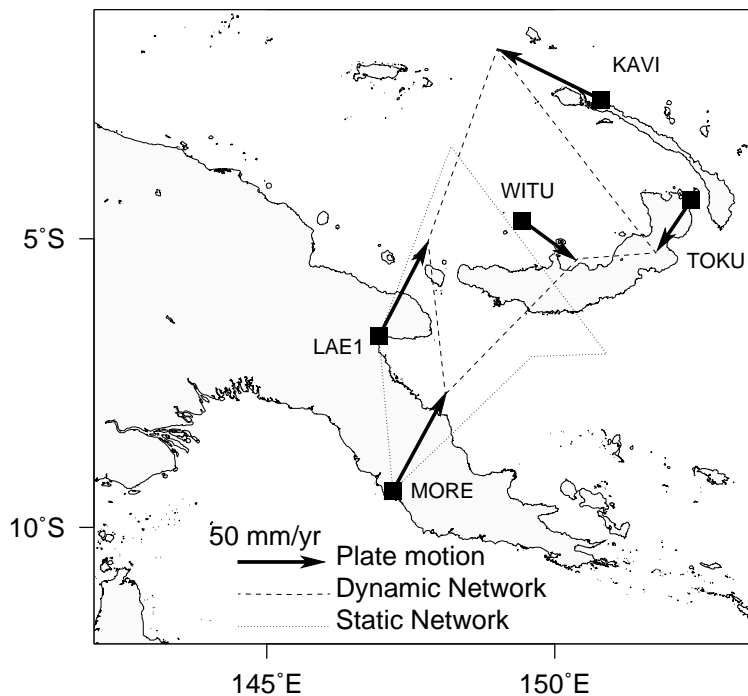 KAVI
WITU
5°S
TOKU
LAE1
MORE
10°S
50 mm/yr
Plate motion
Dynamic Network
Static Network
145°E
150°E